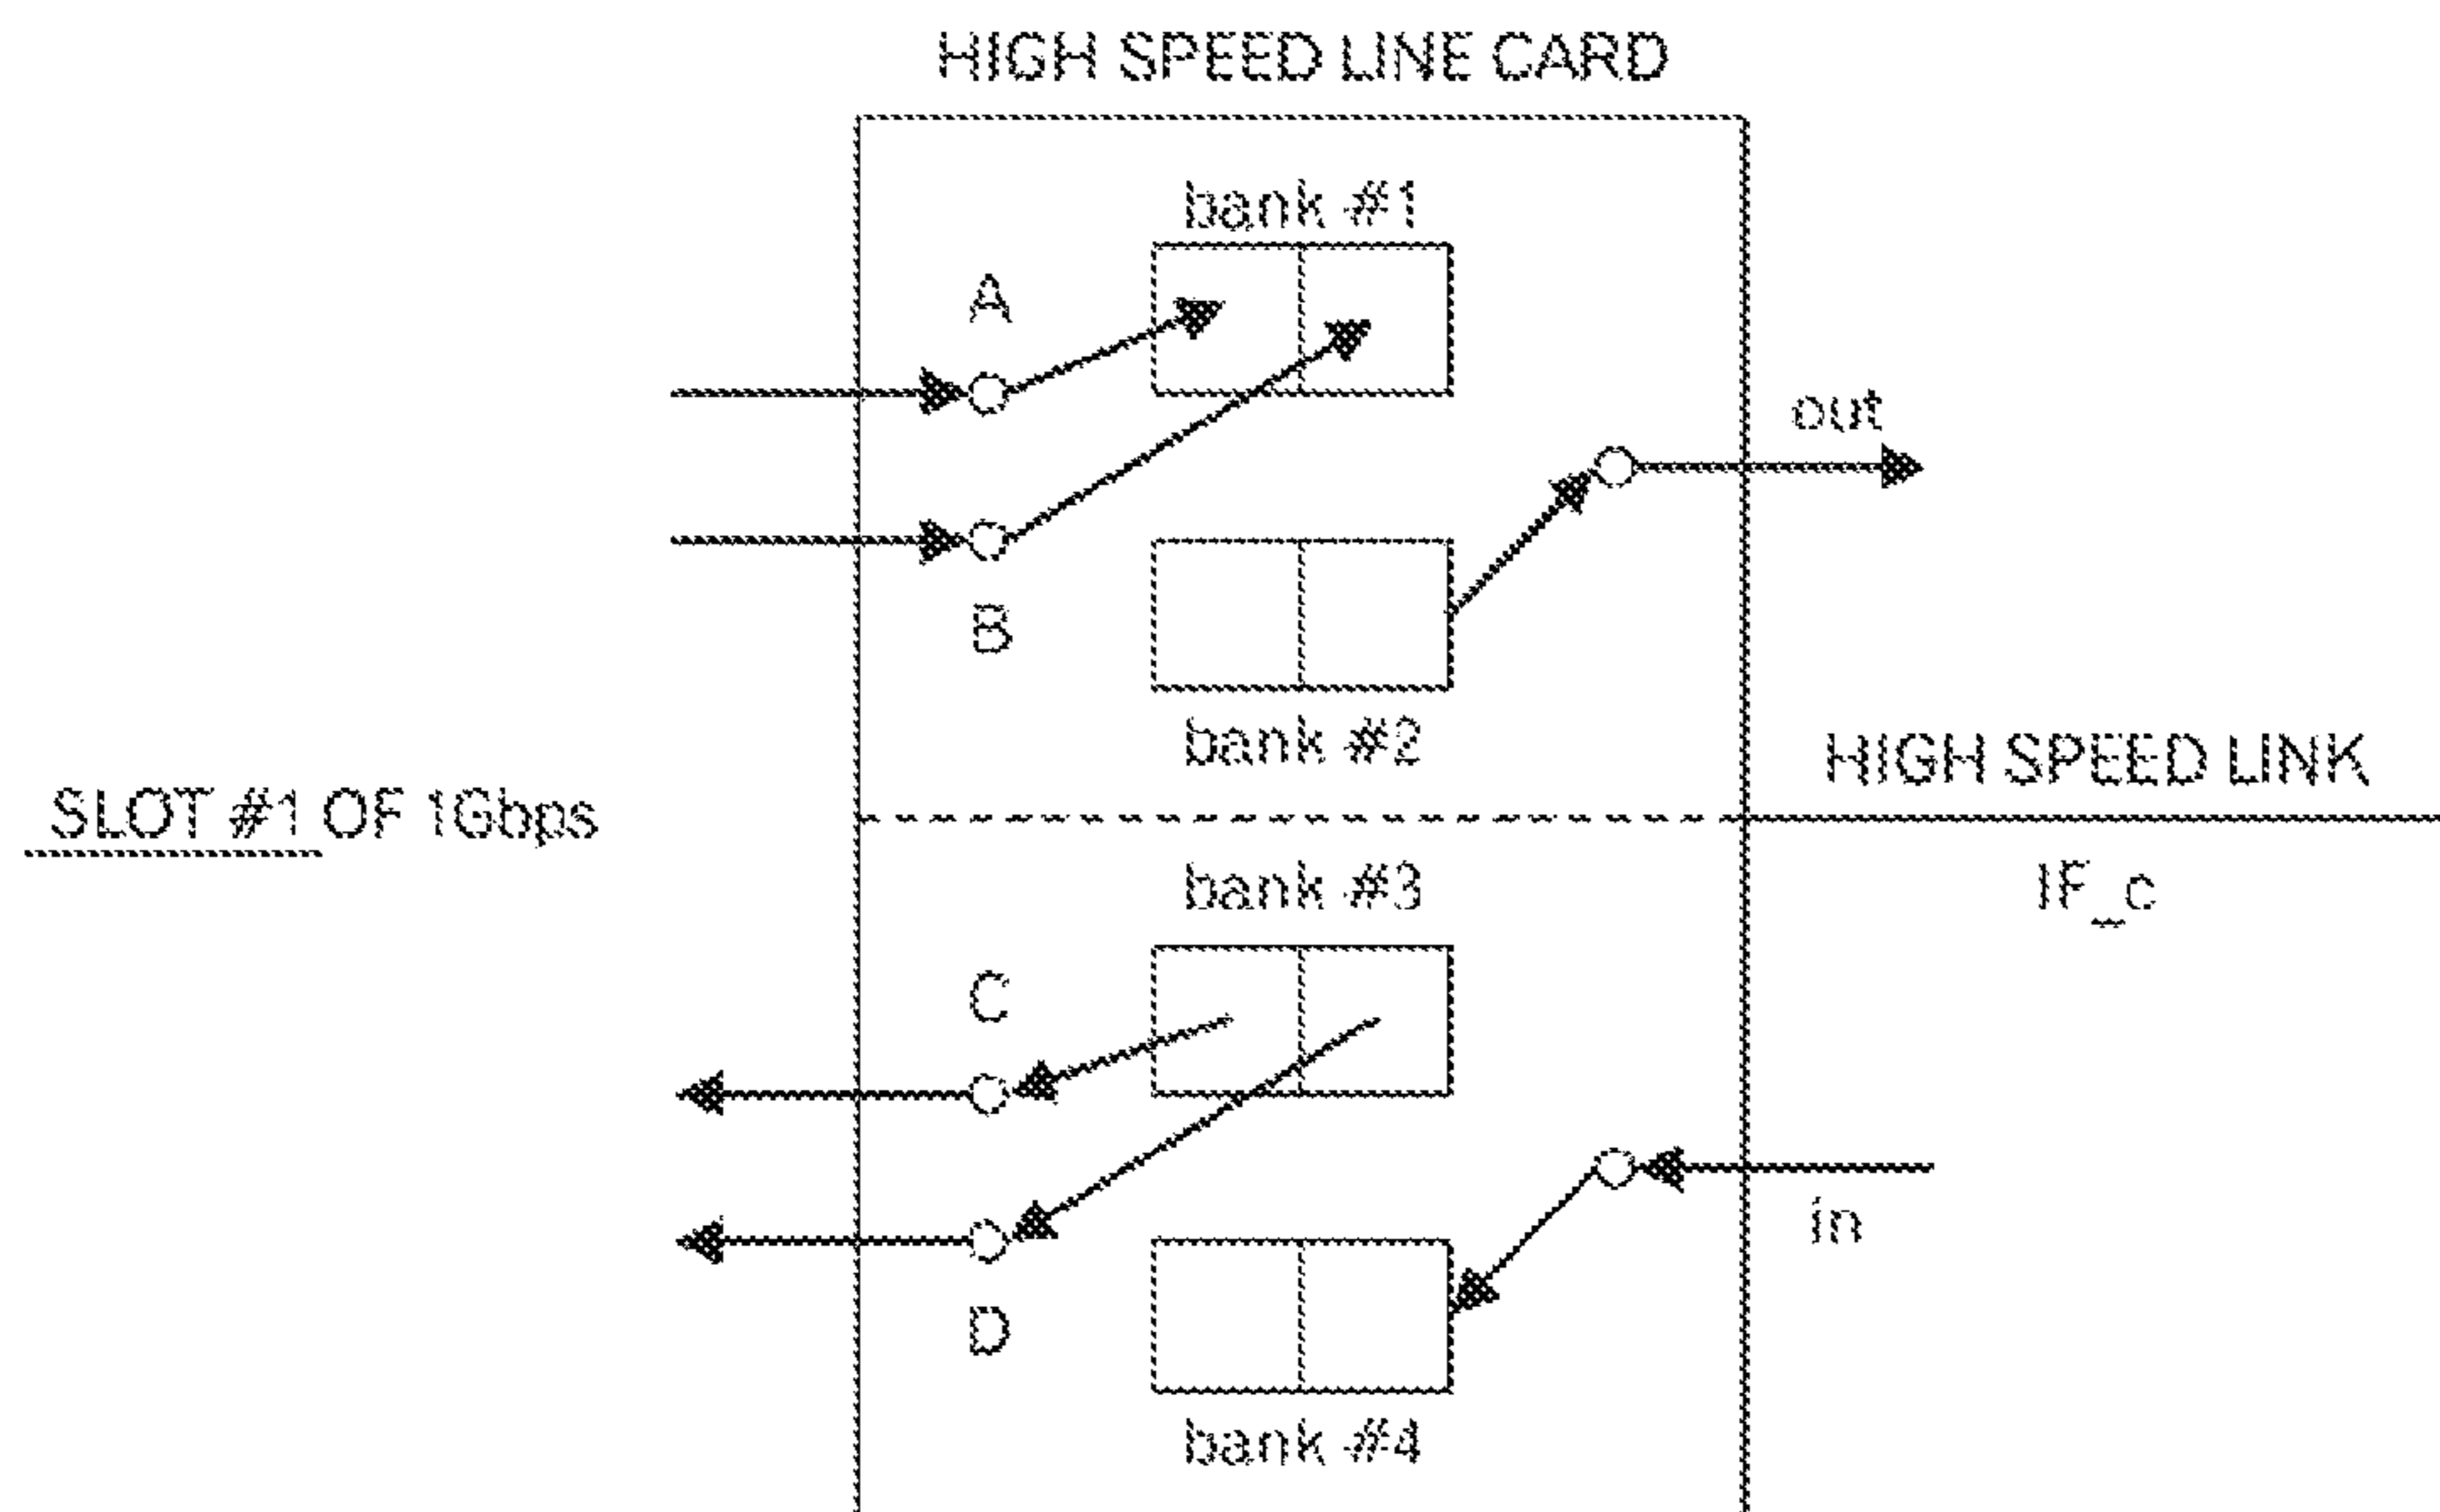 HIGH SPEED LINE CARD
bank #1
A
out
B
bank #2
HIGH SPEED LINK
SLOT #1 OF 1Gbps
bank #3
IF_c
C
in
D
bank #4